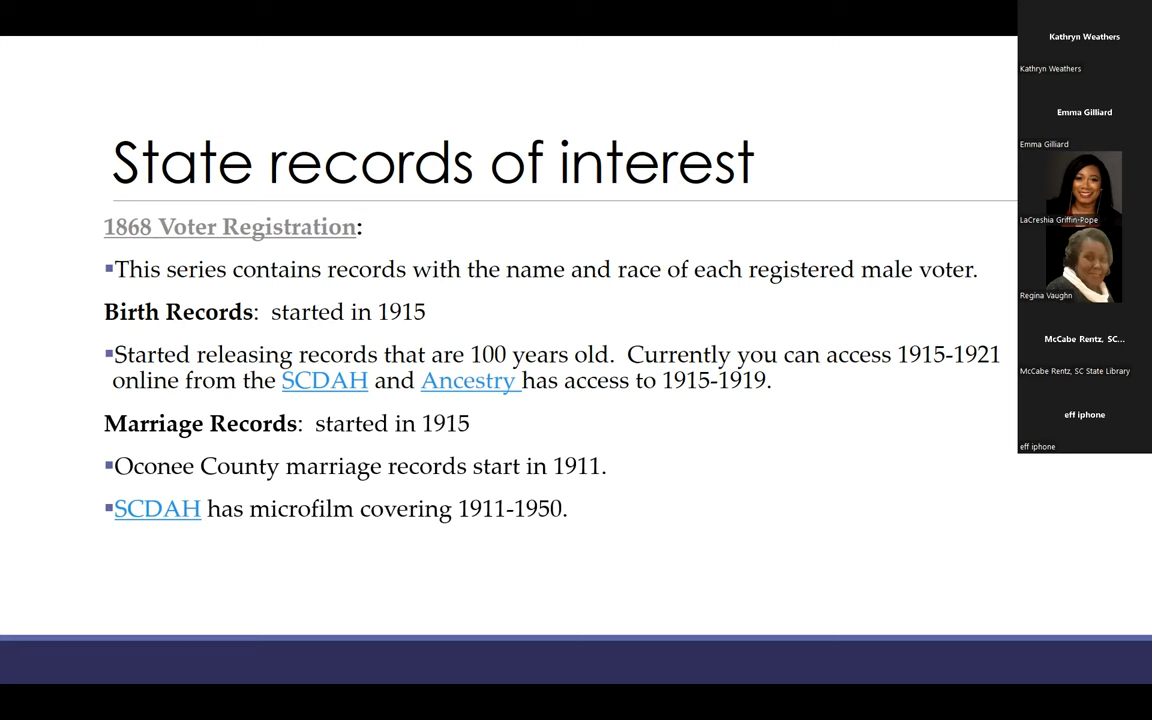 State records of interest
1868 Voter Registration:
▪This series contains records with the name and race of each registered male voter.
Birth Records:  started in 1915
▪Started releasing records that are 100 years old.  Currently you can access 1915-1921
online from the SCDAH and Ancestry has access to 1915-1919.
Marriage Records:  started in 1915
▪Oconee County marriage records start in 1911.
▪SCDAH has microfilm covering 1911-1950.
Kathryn Weathers
Kathryn Weathers
Emma Gilliard
Emma Gilliard
LaCreshia Griffin-Pope
Regina Vaughn
McCabe Rentz, SC...
McCabe Rentz, SC State Library
eff iphone
eff iphone